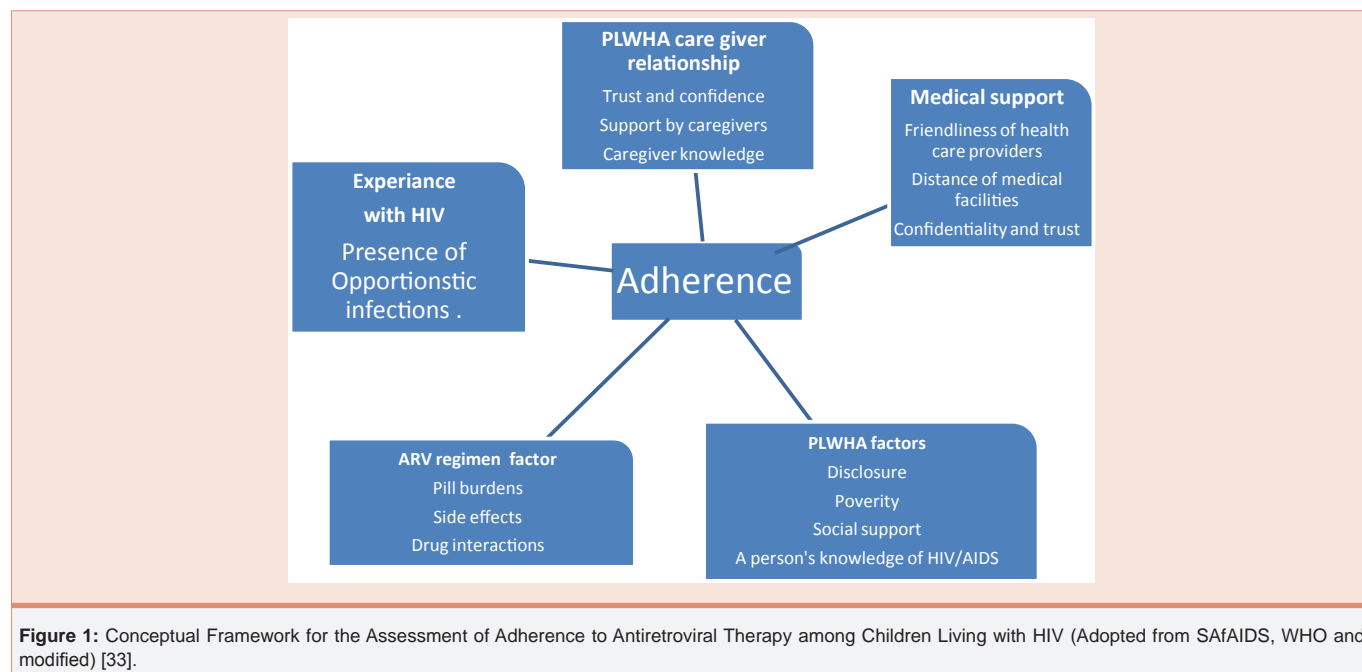 PLWHA care giver
relationship
Trust and confidence
Support by caregivers
Caregiver knowledge
Medical support
Friendliness of health
care providers
Distance of medical
facilities
Confidentiality and trust
Experiance
with HIV
Presence of
Opportionstic
infections .
Adherence
ARV regimen factor
Pill burdens
Side effects
Drug interactions
PLWHA factors
Disclosure
Poverity
Social support
A person's knowledge of HIV/AIDS
Figure 1: Conceptual Framework for the Assessment of Adherence to Antiretroviral Therapy among Children Living with HIV (Adopted from SAfAIDS, WHO and
modified) [33].